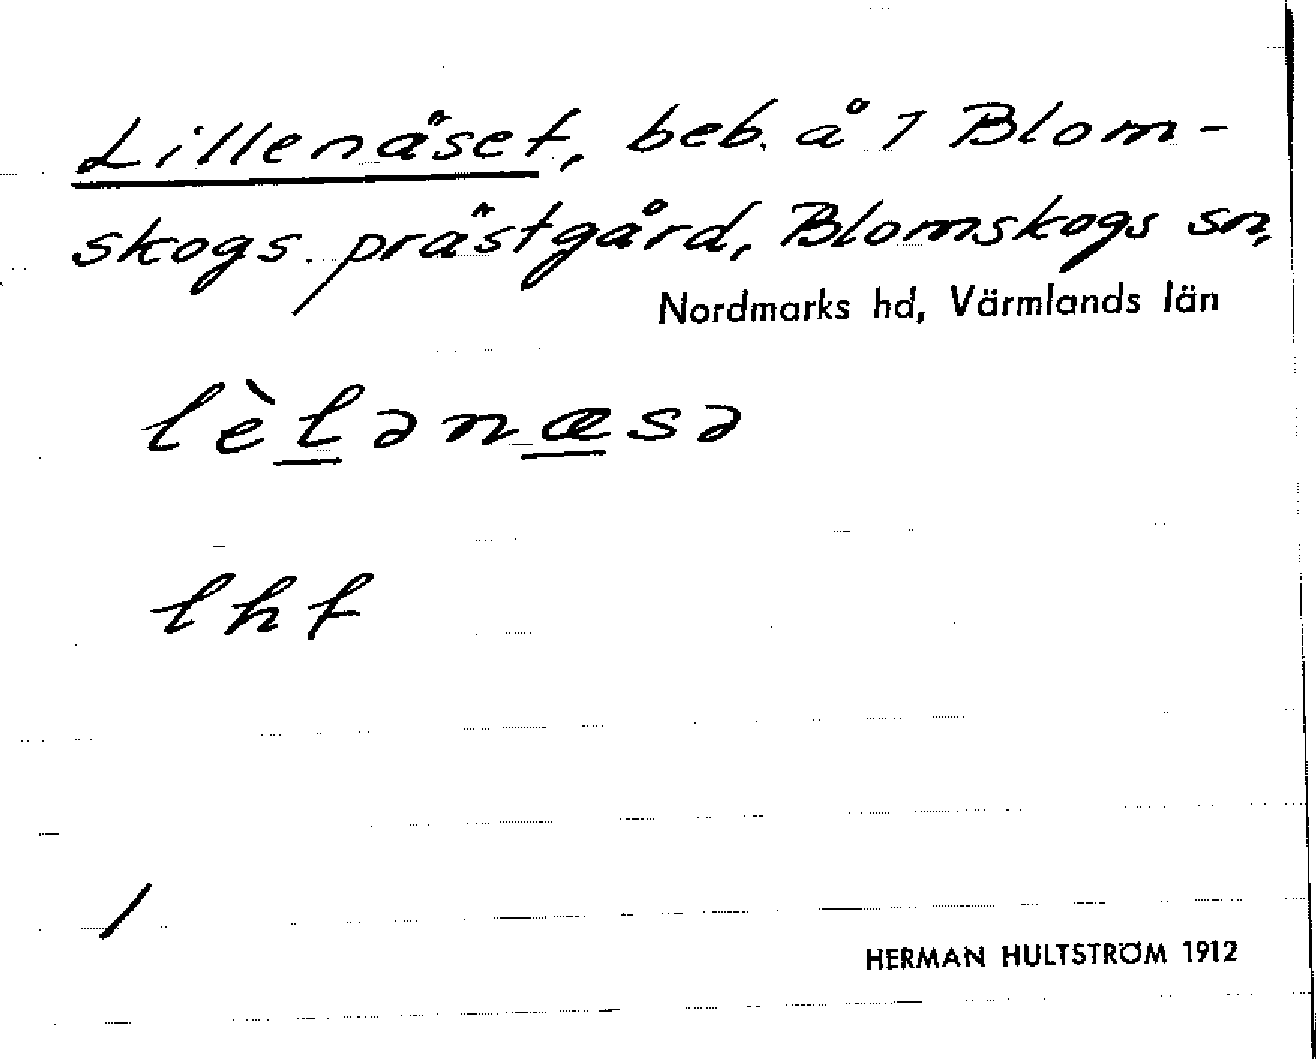 Lillenäset, beb. å 1 Blom-
skogs prästgård, Blomskogs sn,
Nordmarks hd, Värmlands län
lèlənæsə
lhf
/
HERMAN HULTSTRÖM 1912